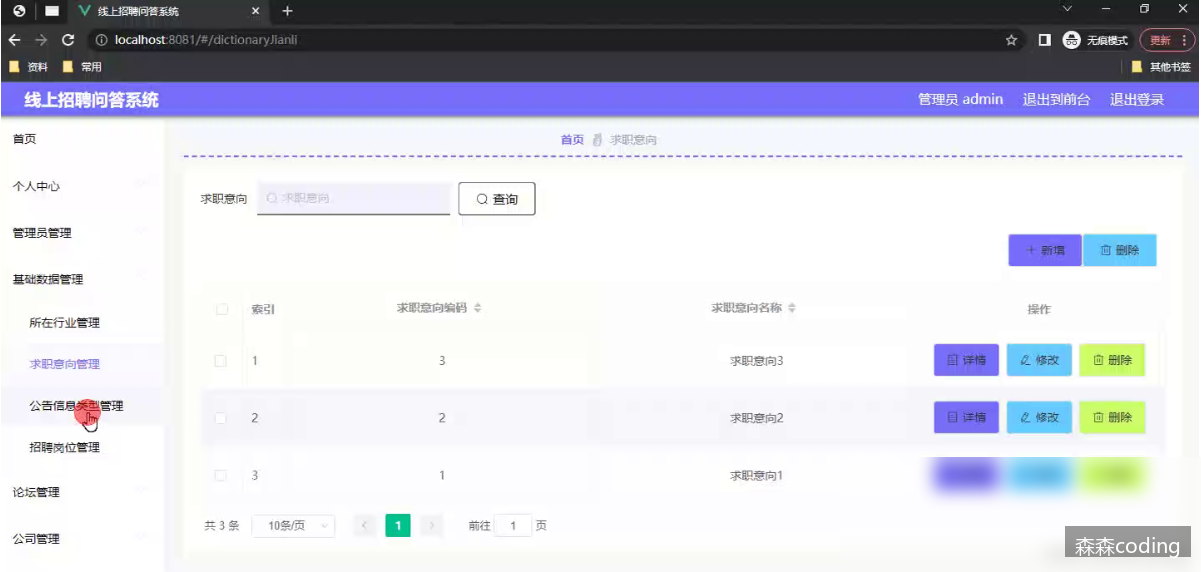 线上招聘问答系统
localhost:8081/#/dictionaryJianli
无痕模式
更新
资料
常用
其他书签
线上招聘问答系统
管理员 admin
退出到前台
退出登录
首页
个人中心
管理员管理
基础数据管理
所在行业管理
求职意向管理
公告信息类型管理
招聘岗位管理
论坛管理
公司管理
首页
求职意向
求职意向
求职意向
查询
新增
删除
索引 求职意向编码 求职意向名称 操作
1 3 求职意向3 详情 修改 删除
2 2 求职意向2 详情 修改 删除
3 1 求职意向1
共 3 条 10条/页 1 前往 1 页
森森coding